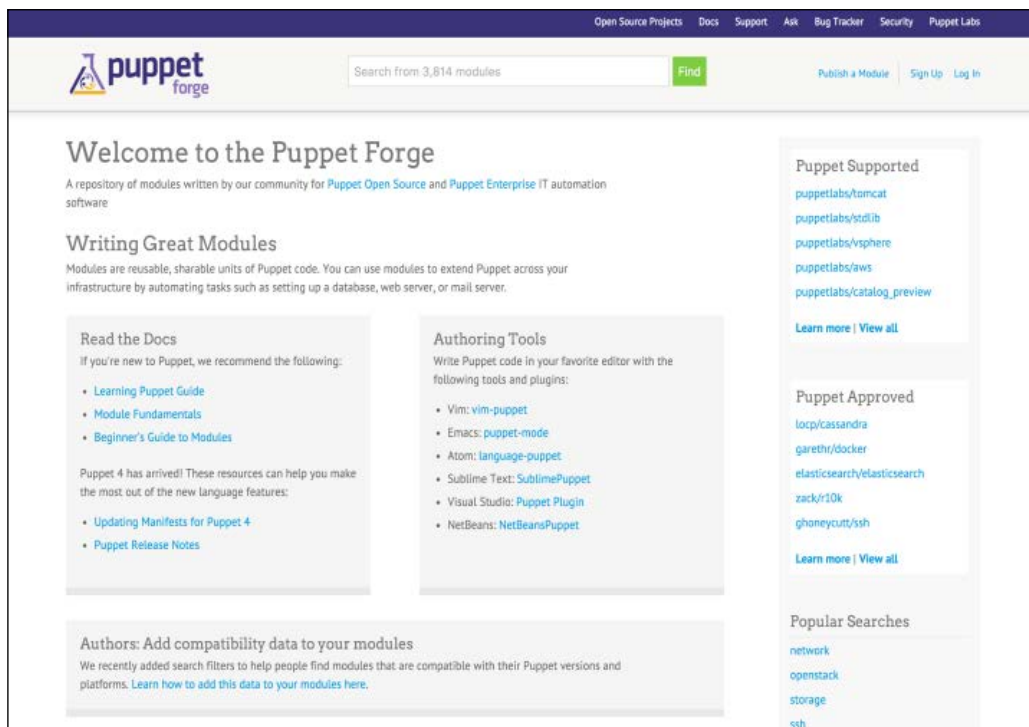 Open Source Projects Docs Support Ask Bug Tracker Security Puppet Labs
puppet
forge
Search from 3,814 modules
Find
Publish a Module
Sign Up
Log In
Welcome to the Puppet Forge
A repository of modules written by our community for Puppet Open Source and Puppet Enterprise IT automation
software
Writing Great Modules
Modules are reusable, sharable units of Puppet code. You can use modules to extend Puppet across your
infrastructure by automating tasks such as setting up a database, web server, or mail server.
Read the Docs
If you're new to Puppet, we recommend the following:
• Learning Puppet Guide
• Module Fundamentals
• Beginner's Guide to Modules
Puppet 4 has arrived! These resources can help you make
the most out of the new language features:
• Updating Manifests for Puppet 4
• Puppet Release Notes
Authoring Tools
Write Puppet code in your favorite editor with the
following tools and plugins:
• Vim: vim-puppet
• Emacs: puppet-mode
• Atom: language-puppet
• Sublime Text: SublimePuppet
• Visual Studio: Puppet Plugin
• NetBeans: NetBeansPuppet
Authors: Add compatibility data to your modules
We recently added search filters to help people find modules that are compatible with their Puppet versions and
platforms. Learn how to add this data to your modules here.
Puppet Supported
puppetlabs/tomcat
puppetlabs/stdlib
puppetlabs/vsphere
puppetlabs/aws
puppetlabs/catalog_preview
Learn more | View all
Puppet Approved
locp/cassandra
garethr/docker
elasticsearch/elasticsearch
zack/r10k
ghoneycutt/ssh
Learn more | View all
Popular Searches
network
openstack
storage
ssh